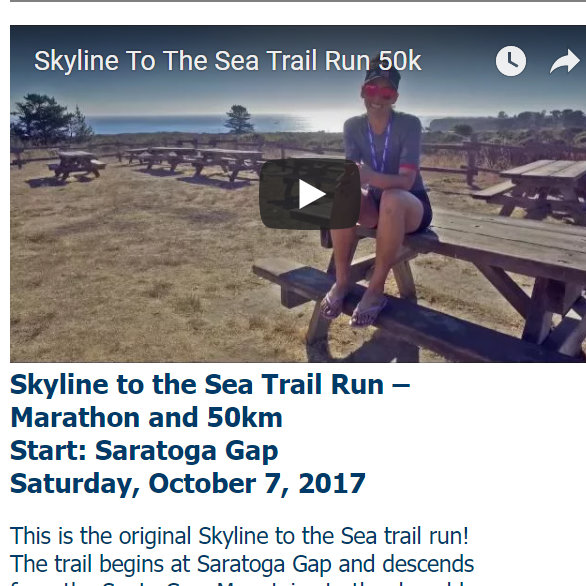 Skyline To The Sea Trail Run 50k
Skyline to the Sea Trail Run –
Marathon and 50km
Start: Saratoga Gap
Saturday, October 7, 2017
This is the original Skyline to the Sea trail run!
The trail begins at Saratoga Gap and descends